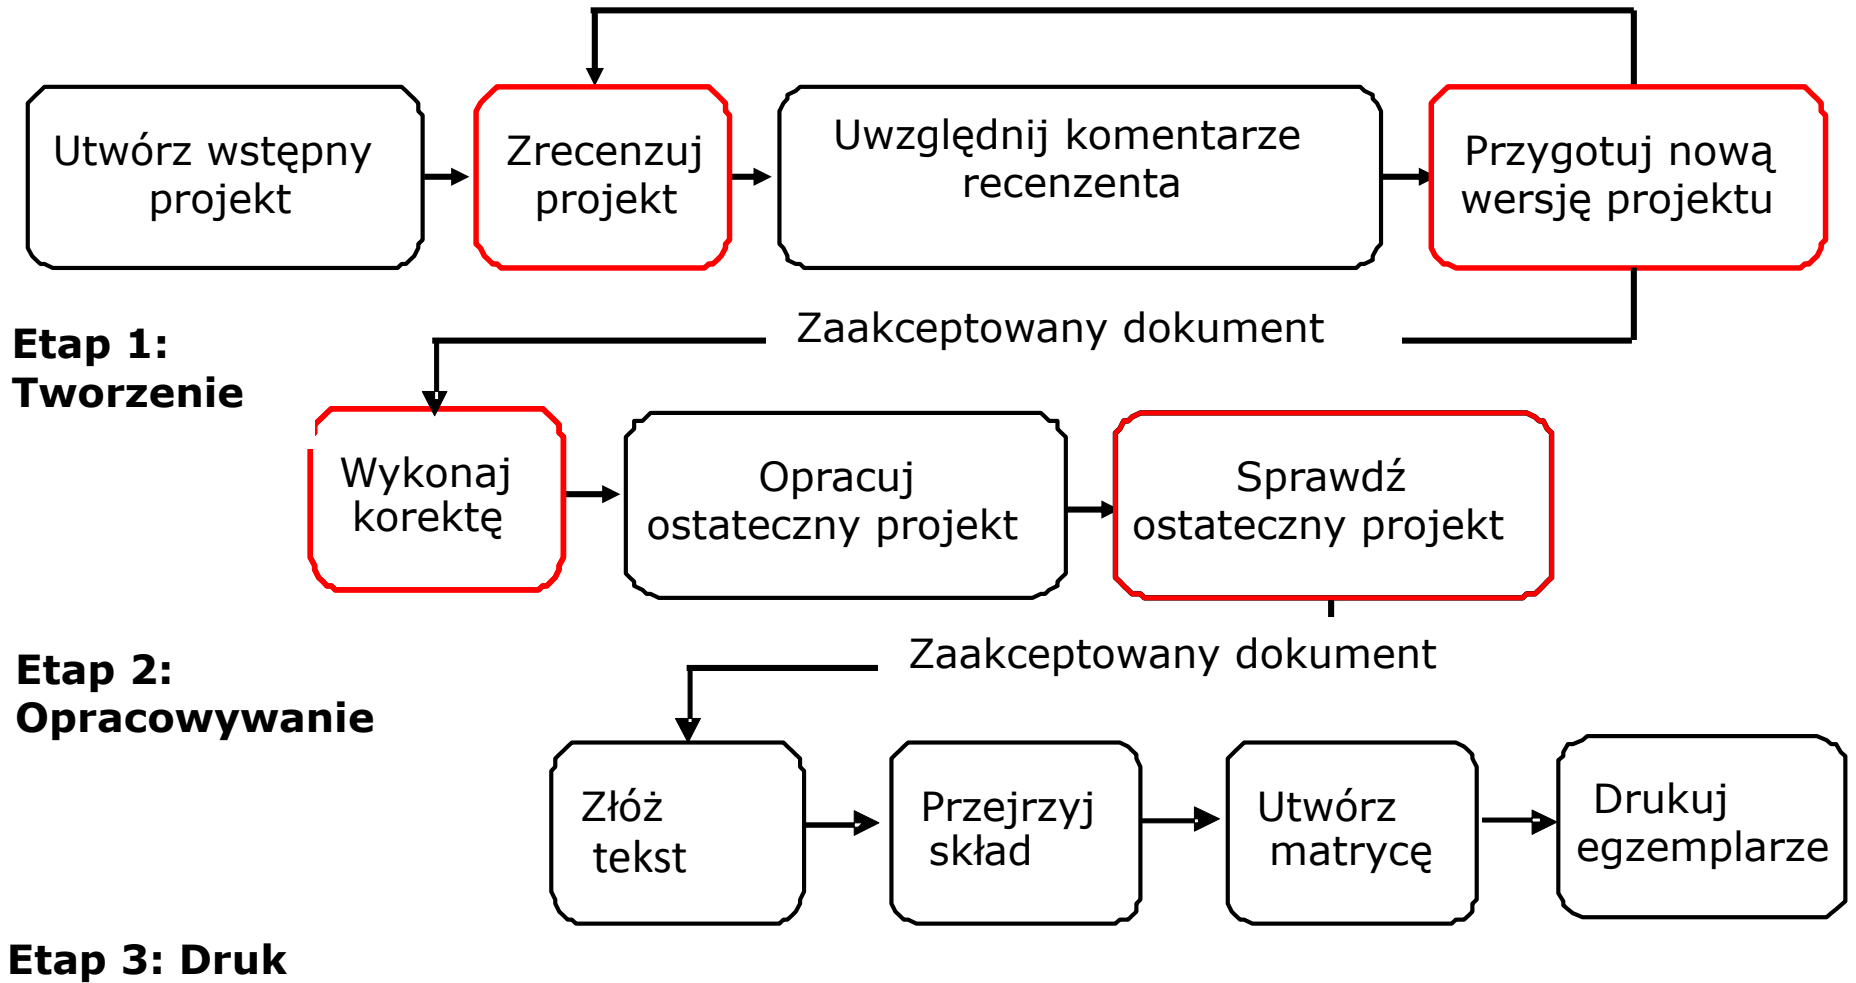 Utwórz wstępny
projekt
Zrecenzuj
projekt
Uwzględnij komentarze
recenzenta
Przygotuj nową
wersję projektu
Zaakceptowany dokument
Etap 1:
Tworzenie
Wykonaj
korektę
Opracuj
ostateczny projekt
Sprawdź
ostateczny projekt
Zaakceptowany dokument
Etap 2:
Opracowywanie
Złóż
tekst
Przejrzyj
skład
Utwórz
matrycę
Drukuj
egzemplarze
Etap 3: Druk